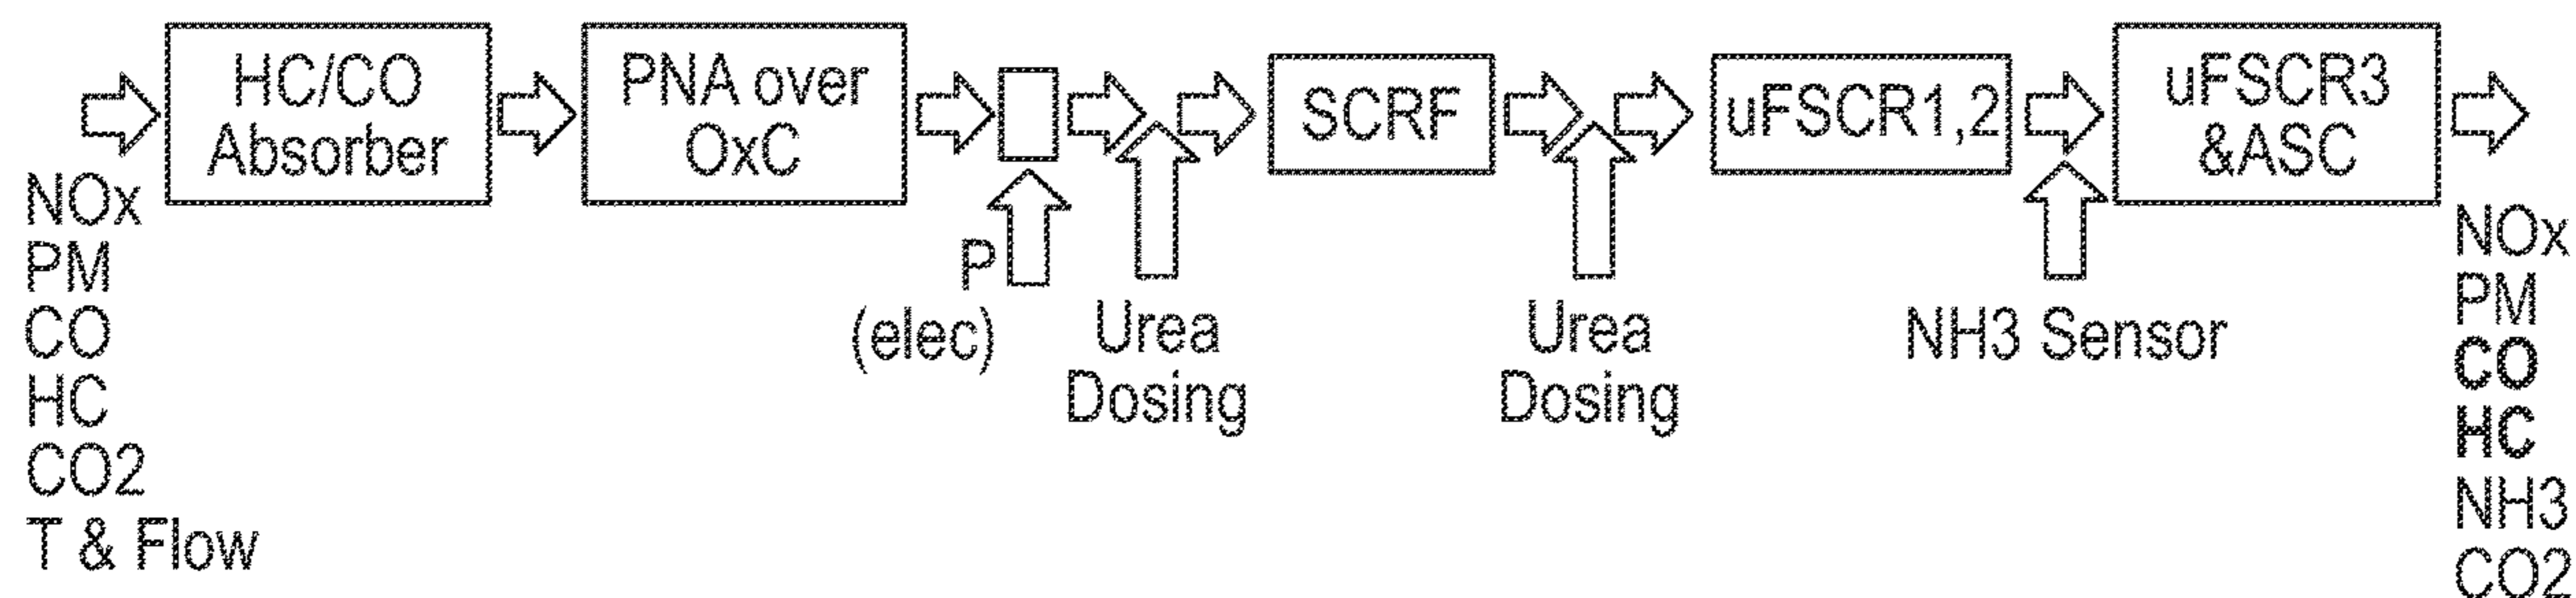 HC/CO
Absorber
PNA over
OxC
SCRF
uFSCR1,2
uFSCR3
&ASC
NOx
PM
CO
HC
CO2
T & Flow
P
(elec)
Urea
Dosing
Urea
Dosing
NH3 Sensor
NOx
PM
CO
HC
NH3
CO2